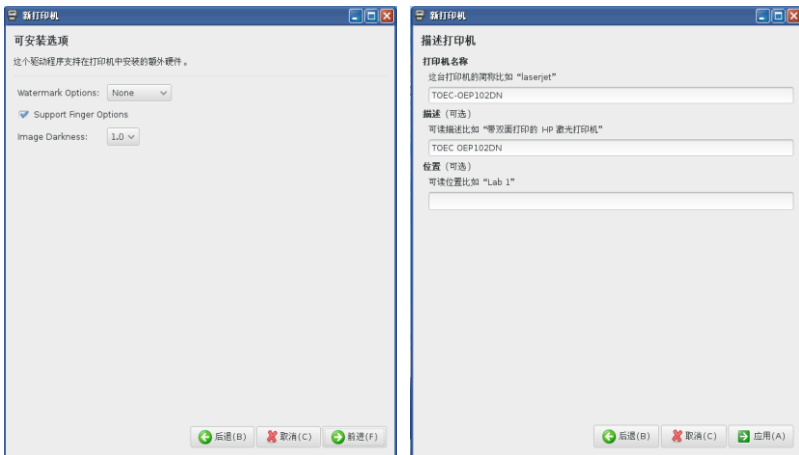 新打印机
可安装选项
这个驱动程序支持在打印机中安装的额外硬件。
Watermark Options: None
Support Finger Options
Image Darkness: 1.0
后退(B) 取消(C) 前进(F)
新打印机
描述打印机
打印机名称
这台打印机的简称比如 “laserjet”
TOEC-OEP102DN
描述 (可选)
可读描述比如 “带双面打印的 HP 激光打印机”
TOEC OEP102DN
位置 (可选)
可读位置比如 “Lab 1”
后退(B) 取消(C) 应用(A)